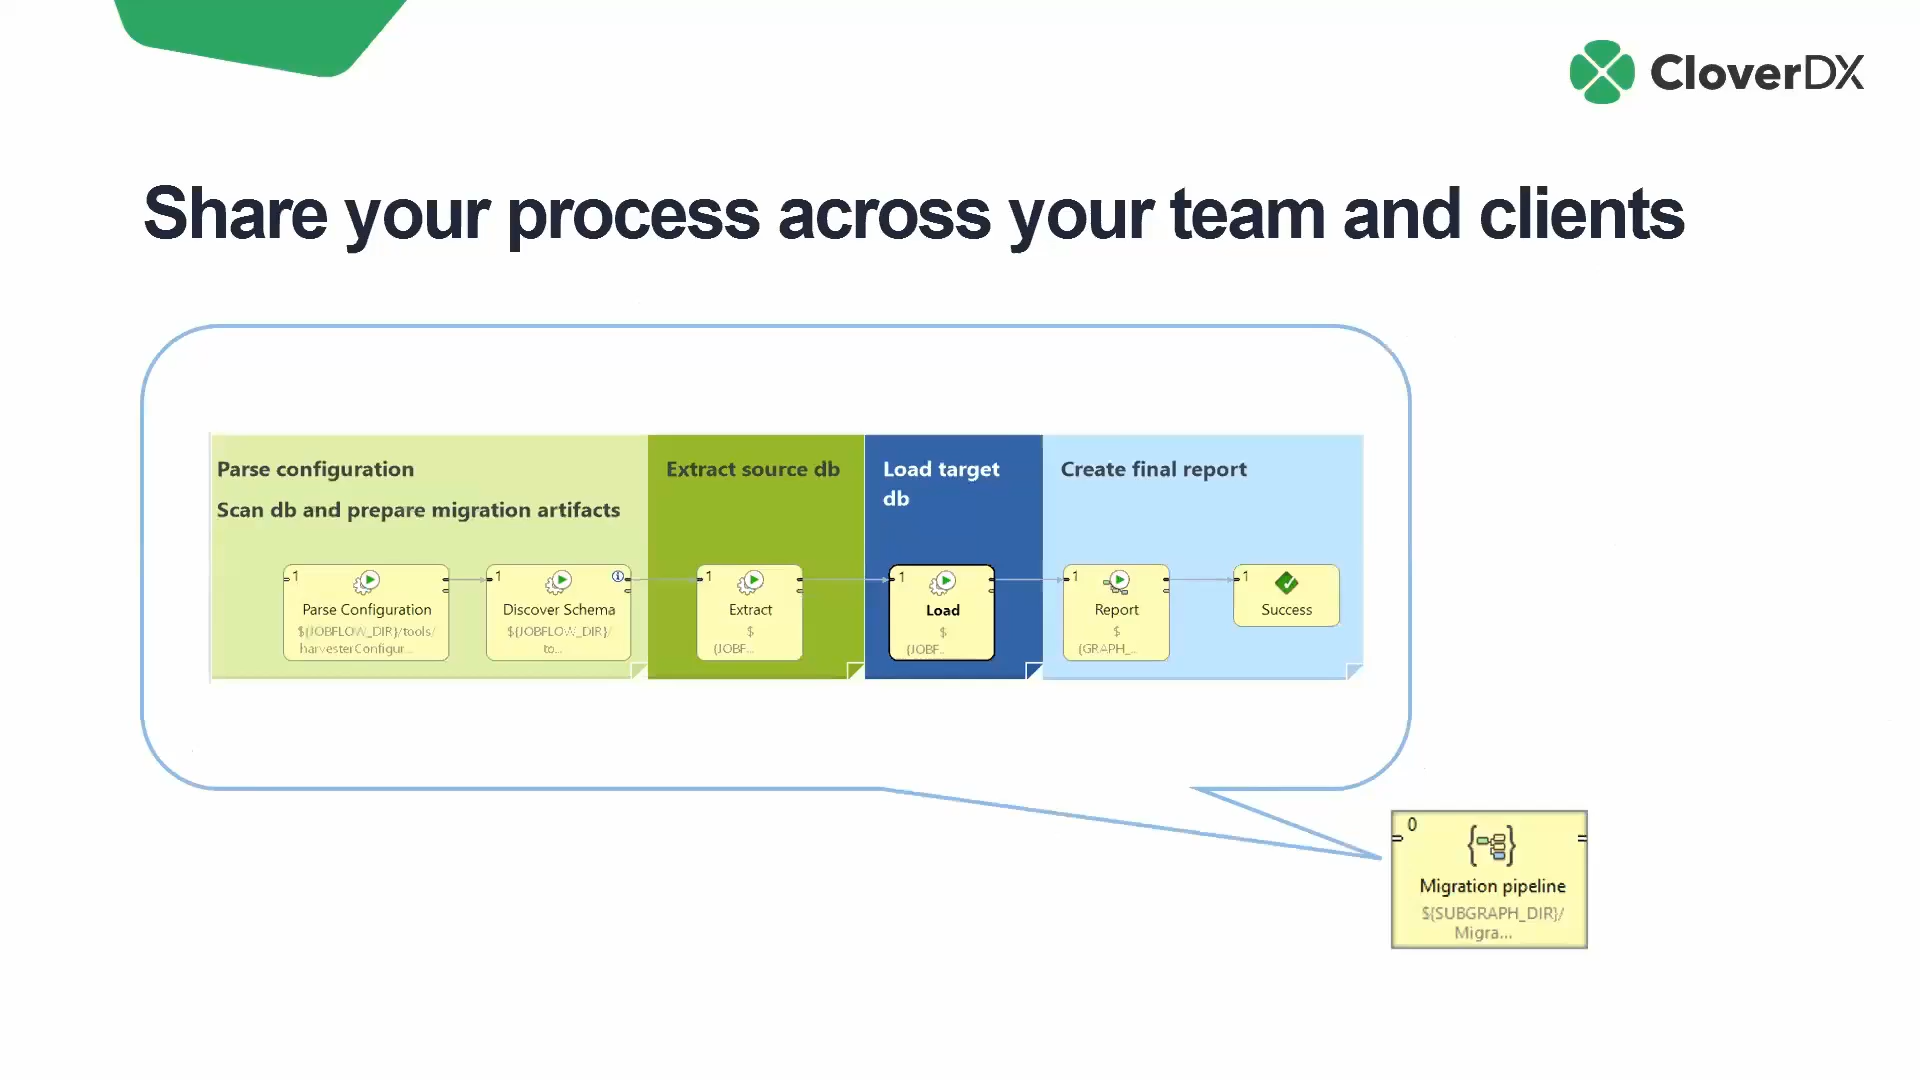 CloverDX
Share your process across your team and clients
Parse configuration
Scan db and prepare migration artifacts
Extract source db
Load target
db
Create final report
1
Parse Configuration
${JOBFLOW_DIR}/tools/
harvesterConfigur...
1
Discover Schema
${JOBFLOW_DIR}/
to...
1
Extract
$
{JOBF...
1
Load
$
{JOBF...
1
Report
$
{GRAPH_...
1
Success
0
Migration pipeline
${SUBGRAPH_DIR}/
Migra...